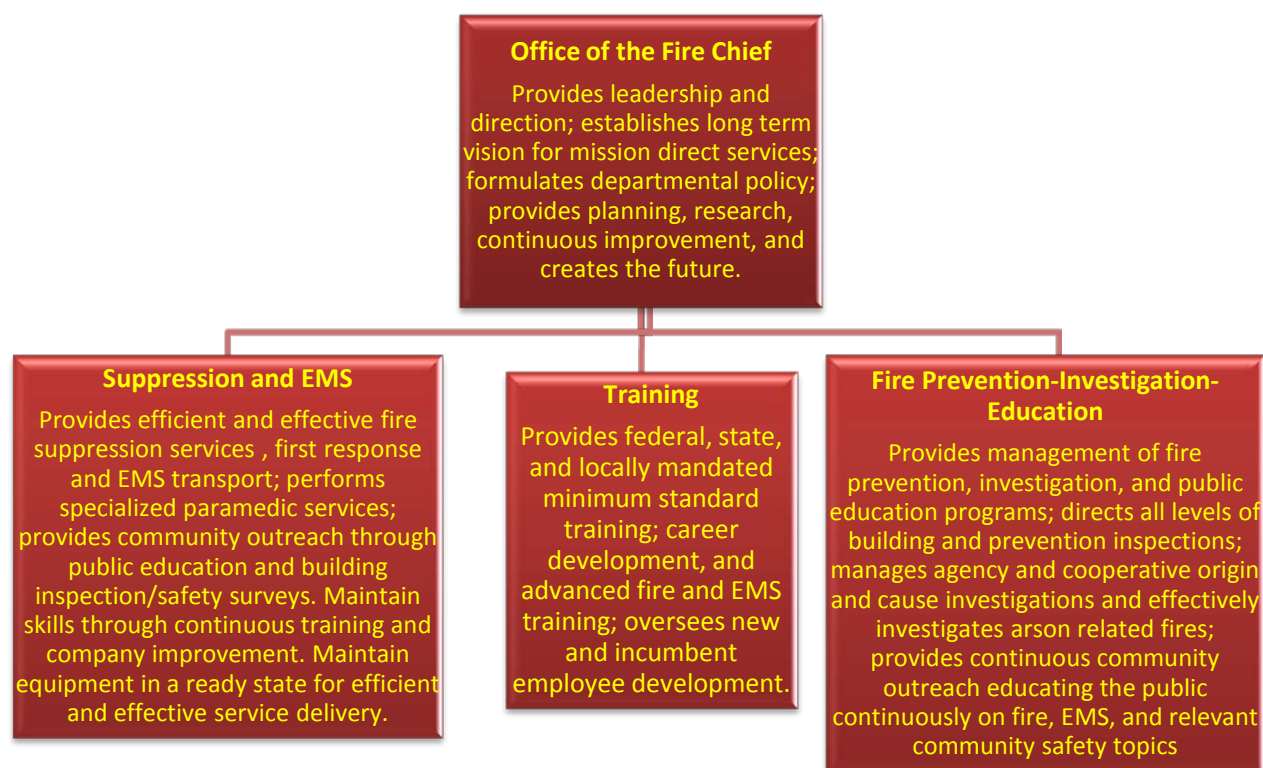 Office of the Fire Chief
Provides leadership and
direction; establishes long term
vision for mission direct services;
formulates departmental policy;
provides planning, research,
continuous improvement, and
creates the future.
Suppression and EMS
Provides efficient and effective fire
suppression services , first response
and EMS transport; performs
specialized paramedic services;
provides community outreach through
public education and building
inspection/safety surveys. Maintain
skills through continuous training and
company improvement. Maintain
equipment in a ready state for efficient
and effective service delivery.
Training
Provides federal, state,
and locally mandated
minimum standard
training; career
development, and
advanced fire and EMS
training; oversees new
and incumbent
employee development.
Fire Prevention-Investigation-
Education
Provides management of fire
prevention, investigation, and public
education programs; directs all levels of
building and prevention inspections;
manages agency and cooperative origin
and cause investigations and effectively
investigates arson related fires;
provides continuous community
outreach educating the public
continuously on fire, EMS, and relevant
community safety topics